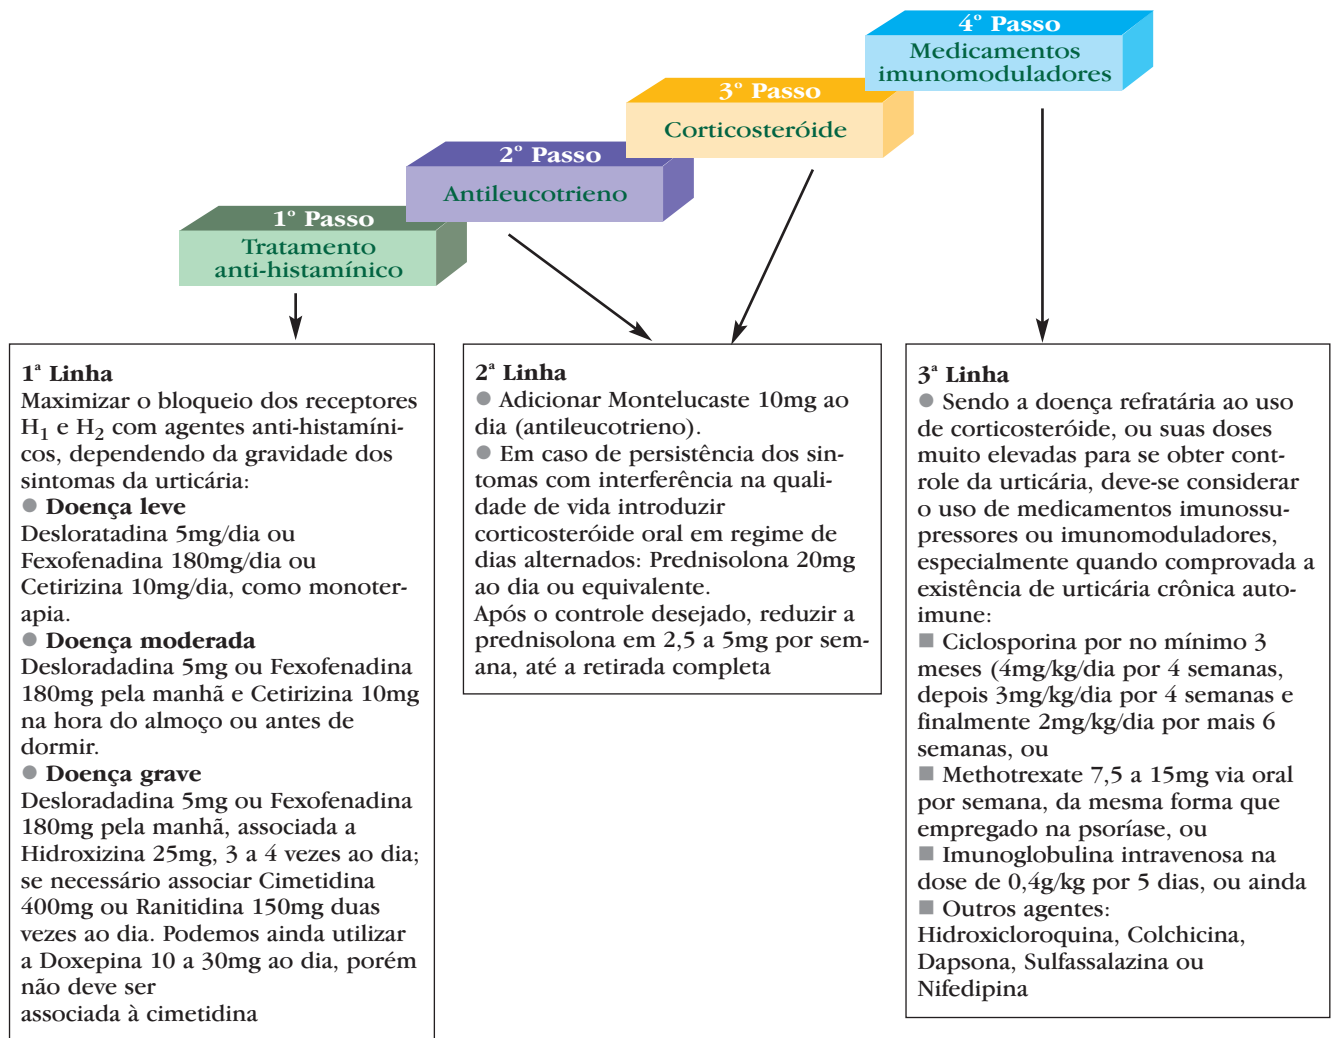 4º Passo
Medicamentos
imunomoduladores
3º Passo
Corticosteróide
2º Passo
Antileucotrieno
1º Passo
Tratamento
anti-histamínico
1ª Linha
Maximizar o bloqueio dos receptores
H1 e H2 com agentes anti-histamíni-
cos, dependendo da gravidade dos
sintomas da urticária:
● Doença leve
Desloratadina 5mg/dia ou
Fexofenadina 180mg/dia ou
Cetirizina 10mg/dia, como monoter-
apia.
● Doença moderada
Desloradadina 5mg ou Fexofenadina
180mg pela manhã e Cetirizina 10mg
na hora do almoço ou antes de
dormir.
● Doença grave
Desloradadina 5mg ou Fexofenadina
180mg pela manhã, associada a
Hidroxizina 25mg, 3 a 4 vezes ao dia;
se necessário associar Cimetidina
400mg ou Ranitidina 150mg duas
vezes ao dia. Podemos ainda utilizar
a Doxepina 10 a 30mg ao dia, porém
não deve ser
associada à cimetidina
2ª Linha
● Adicionar Montelucaste 10mg ao
dia (antileucotrieno).
● Em caso de persistência dos sin-
tomas com interferência na quali-
dade de vida introduzir
corticosteróide oral em regime de
dias alternados: Prednisolona 20mg
ao dia ou equivalente.
Após o controle desejado, reduzir a
prednisolona em 2,5 a 5mg por sem-
ana, até a retirada completa
3ª Linha
● Sendo a doença refratária ao uso
de corticosteróide, ou suas doses
muito elevadas para se obter cont-
role da urticária, deve-se considerar
o uso de medicamentos imunossu-
pressores ou imunomoduladores,
especialmente quando comprovada a
existência de urticária crônica auto-
imune:
■ Ciclosporina por no mínimo 3
meses (4mg/kg/dia por 4 semanas,
depois 3mg/kg/dia por 4 semanas e
finalmente 2mg/kg/dia por mais 6
semanas, ou
■ Methotrexate 7,5 a 15mg via oral
por semana, da mesma forma que
empregado na psoríase, ou
■ Imunoglobulina intravenosa na
dose de 0,4g/kg por 5 dias, ou ainda
■ Outros agentes:
Hidroxicloroquina, Colchicina,
Dapsona, Sulfassalazina ou
Nifedipina